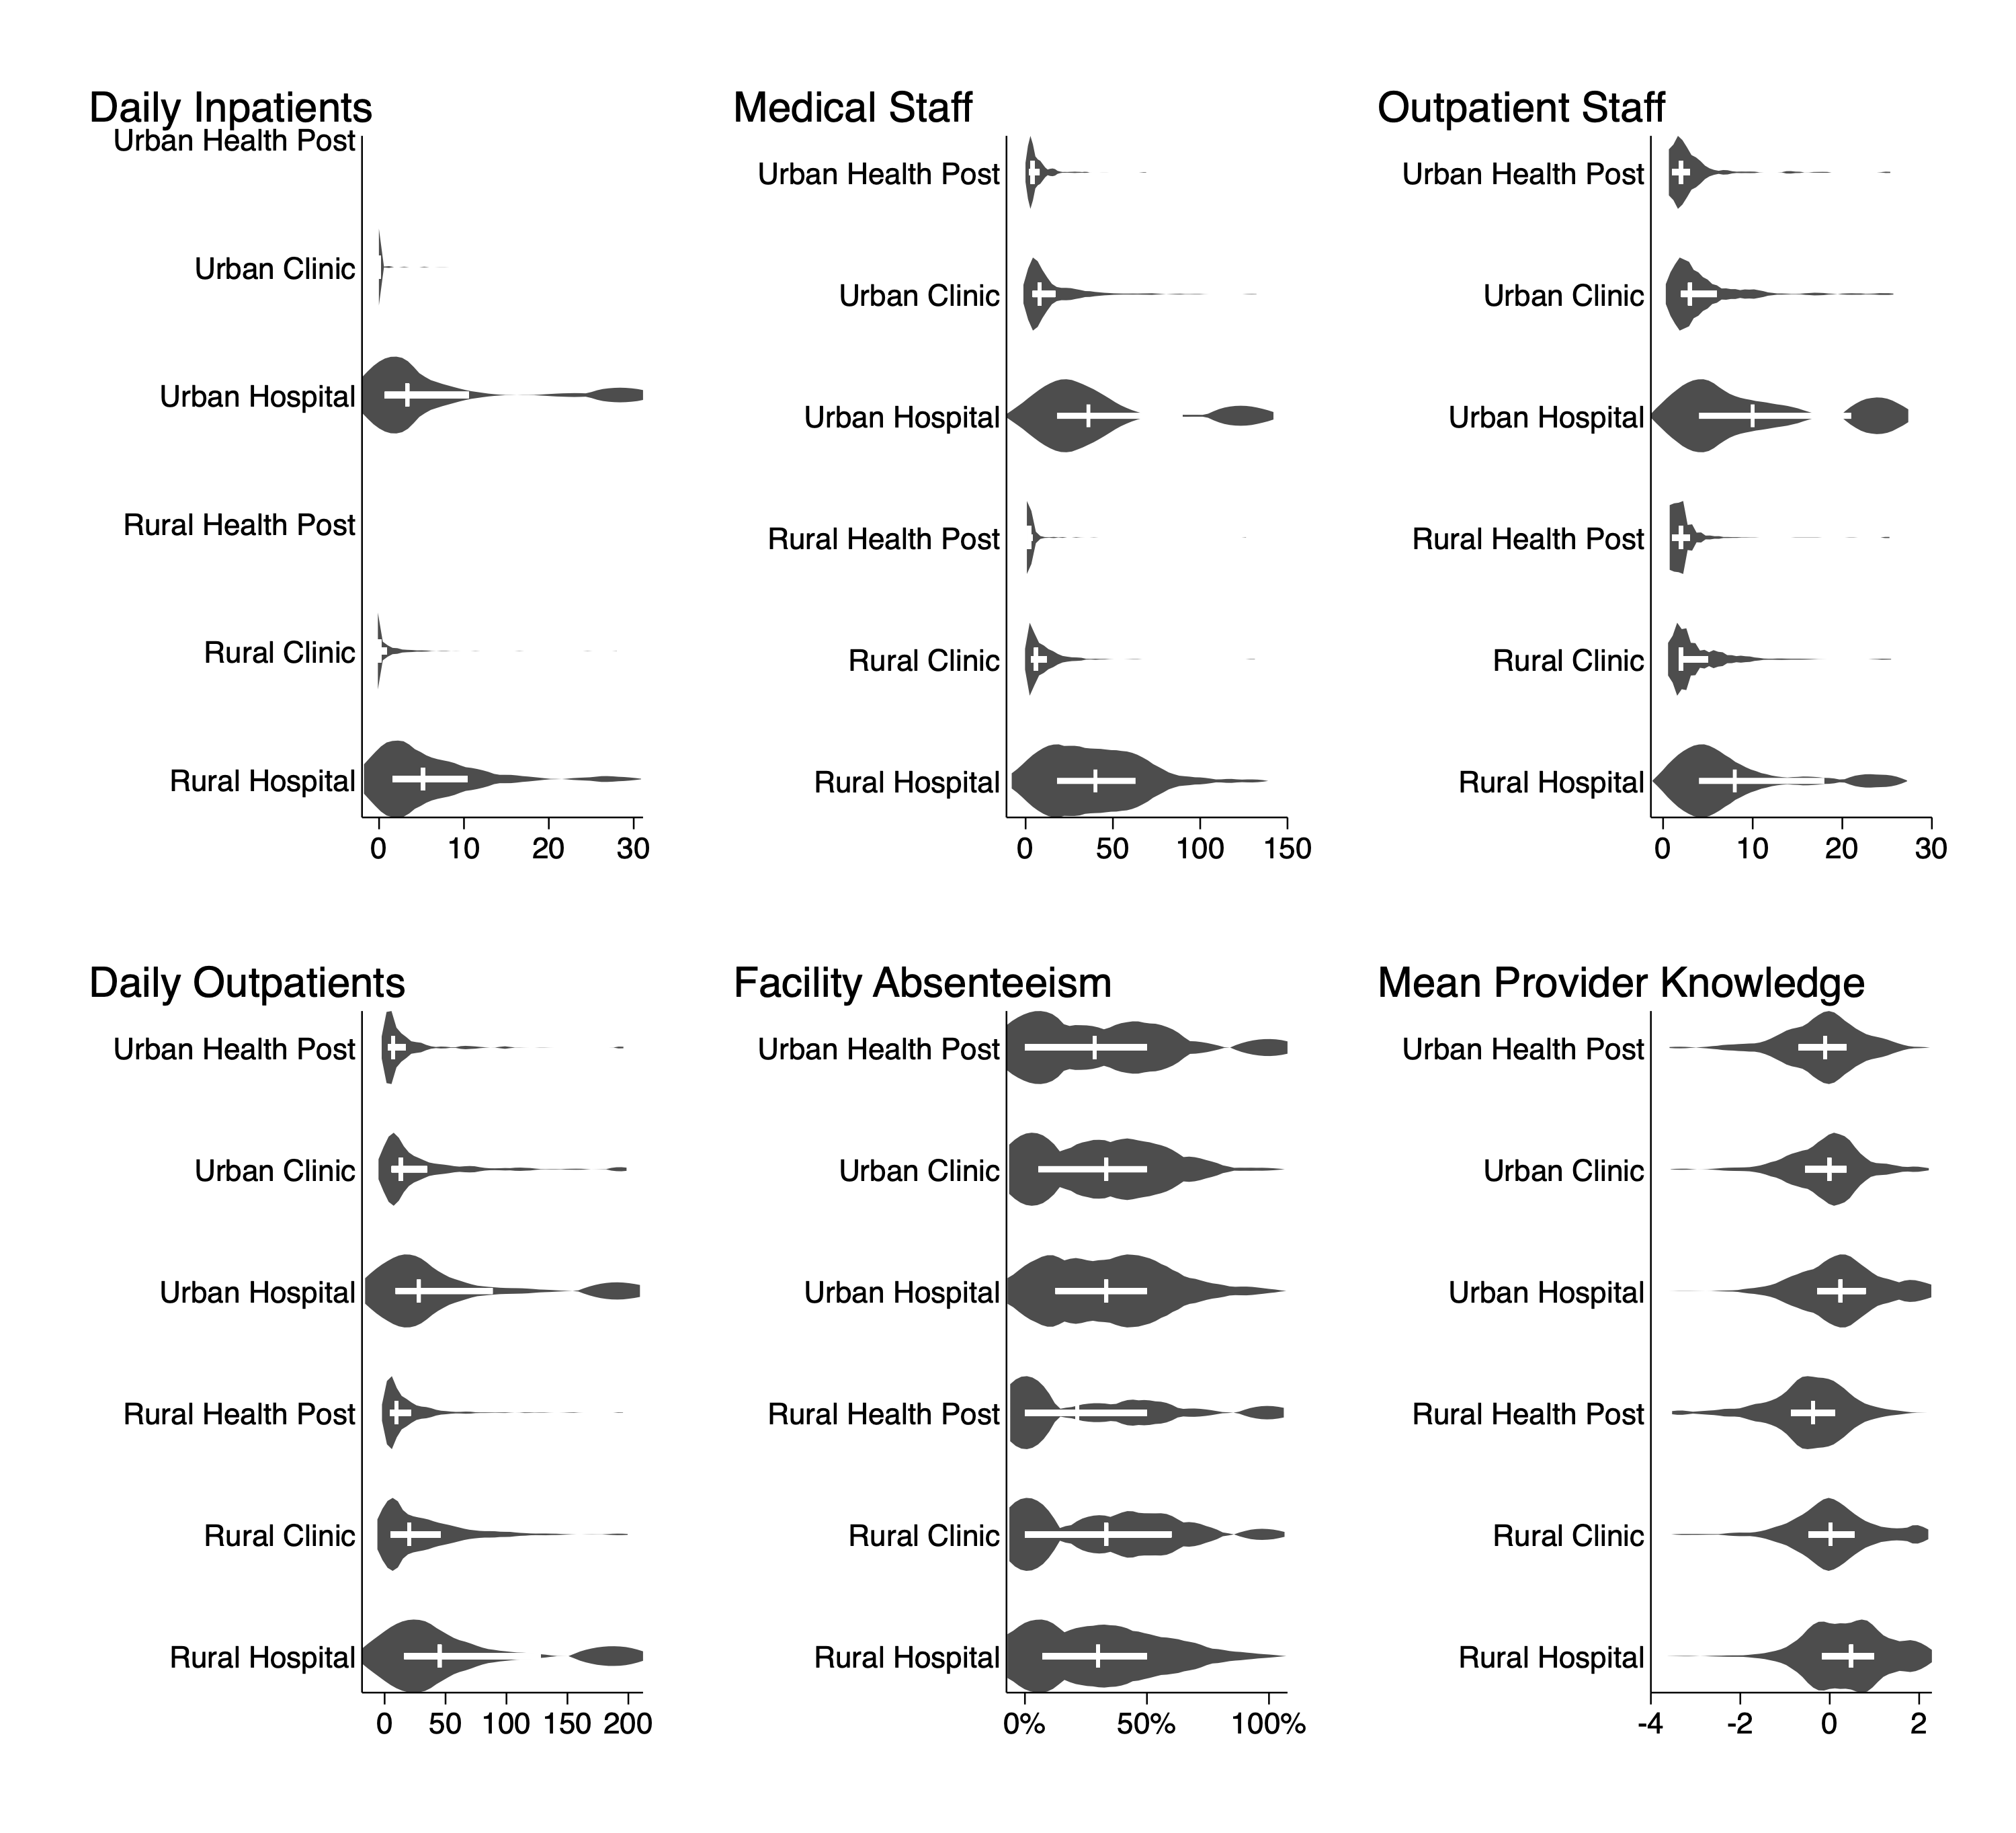 Daily Inpatients
Urban Health Post
Urban Clinic
Urban Hospital
Rural Health Post
Rural Clinic
Rural Hospital
0 10 20 30
Medical Staff
Urban Health Post
Urban Clinic
Urban Hospital
Rural Health Post
Rural Clinic
Rural Hospital
0 50 100 150
Outpatient Staff
Urban Health Post
Urban Clinic
Urban Hospital
Rural Health Post
Rural Clinic
Rural Hospital
0 10 20 30
Daily Outpatients
Urban Health Post
Urban Clinic
Urban Hospital
Rural Health Post
Rural Clinic
Rural Hospital
0 50 100 150 200
Facility Absenteeism
Urban Health Post
Urban Clinic
Urban Hospital
Rural Health Post
Rural Clinic
Rural Hospital
0% 50% 100%
Mean Provider Knowledge
Urban Health Post
Urban Clinic
Urban Hospital
Rural Health Post
Rural Clinic
Rural Hospital
-4 -2 0 2